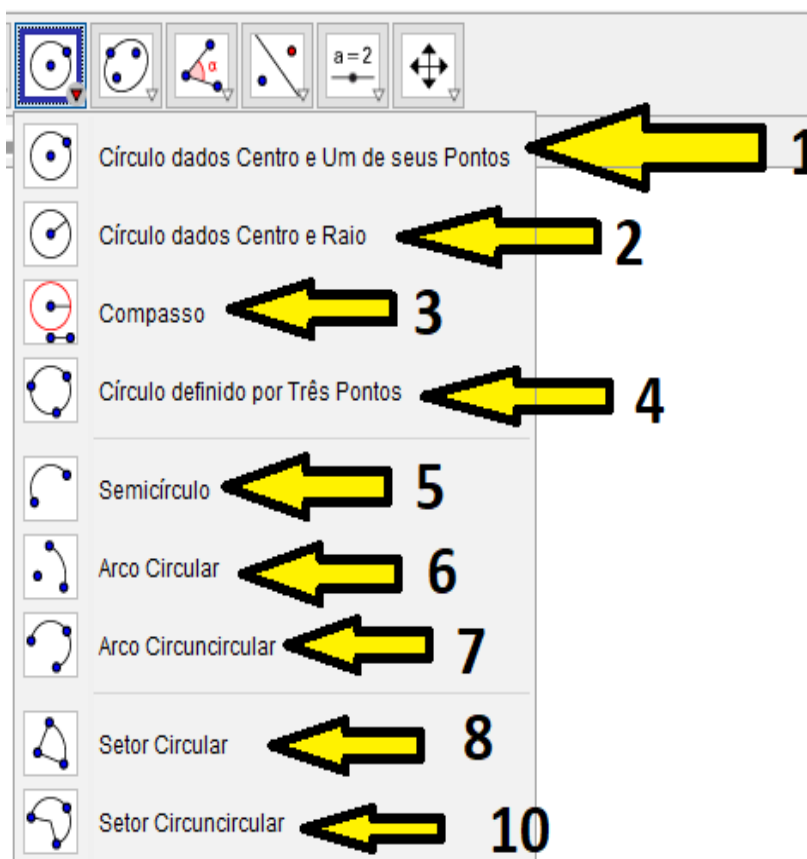 α
a = 2
Círculo dados Centro e Um de seus Pontos 1
Círculo dados Centro e Raio 2
Compasso 3
Círculo definido por Três Pontos 4
Semicírculo 5
Arco Circular 6
Arco Circuncircular 7
Setor Circular 8
Setor Circuncircular 10